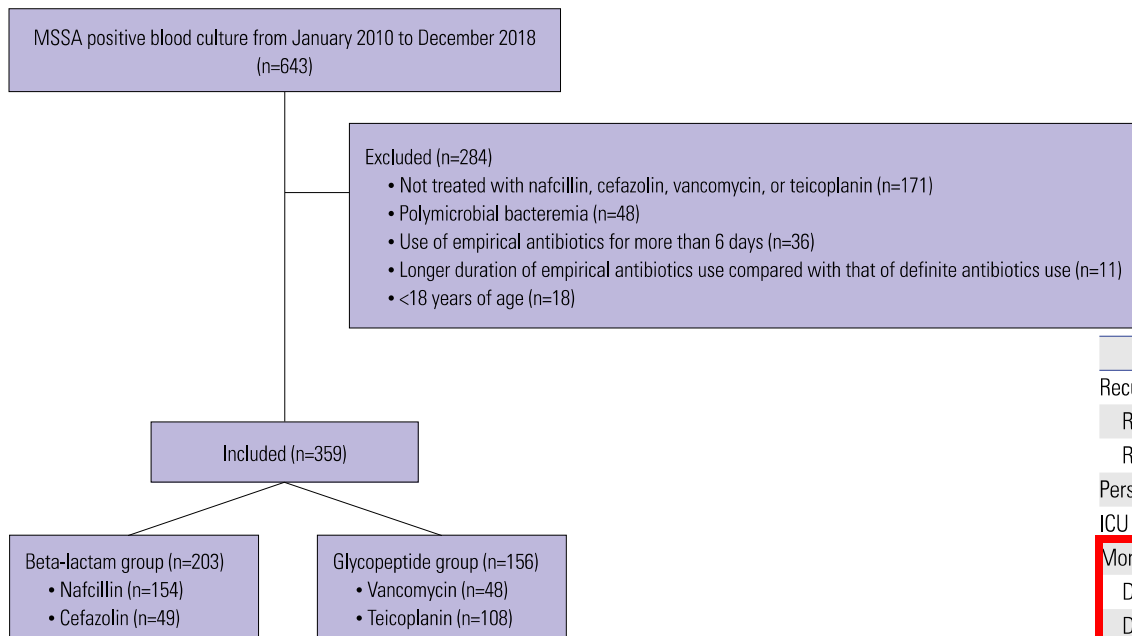 MSSA positive blood culture from January 2010 to December 2018
(n=643)
Excluded (n=284)
• Not treated with nafcillin, cefazolin, vancomycin, or teicoplanin (n=171)
• Polymicrobial bacteremia (n=48)
• Use of empirical antibiotics for more than 6 days (n=36)
• Longer duration of empirical antibiotics use compared with that of definite antibiotics use (n=11)
• <18 years of age (n=18)
Included (n=359)
Beta-lactam group (n=203)
• Nafcillin (n=154)
• Cefazolin (n=49)
Glycopeptide group (n=156)
• Vancomycin (n=48)
• Teicoplanin (n=108)
ICU